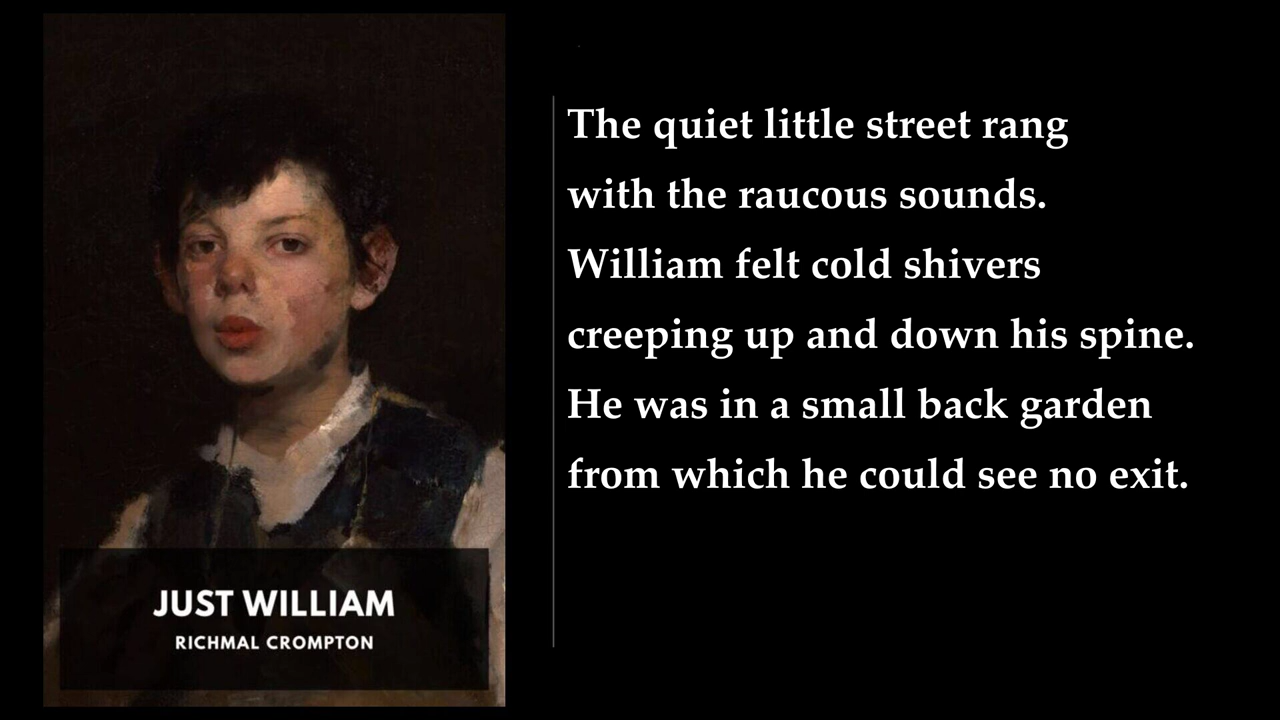 JUST WILLIAM
RICHMAL CROMPTON
The quiet little street rang
with the raucous sounds.
William felt cold shivers
creeping up and down his spine.
He was in a small back garden
from which he could see no exit.